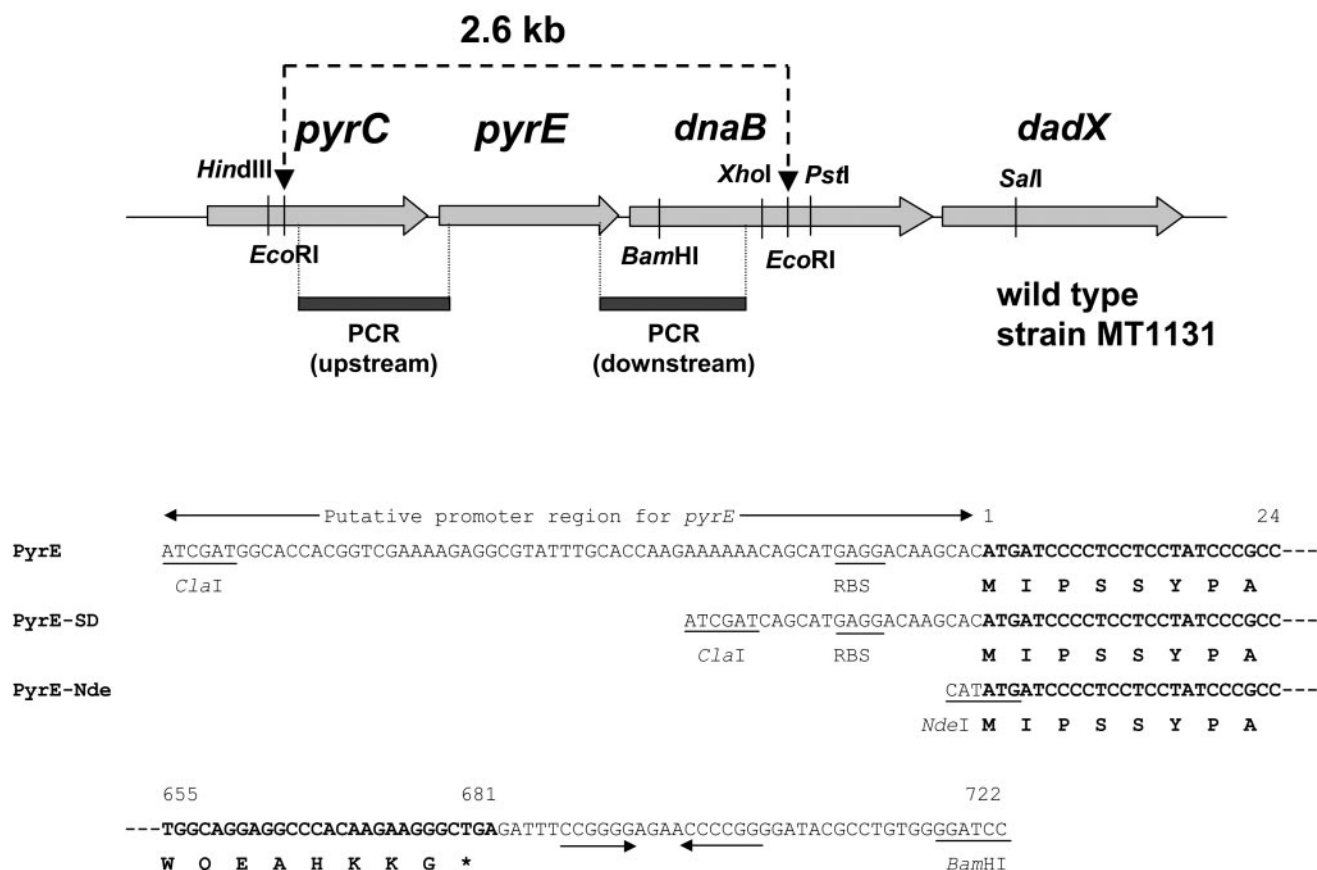 2.6 kb
pyrC pyrE dnaB dadX
HindIII XhoI PstI SalI
EcoRI BamHI EcoRI
PCR (upstream)
PCR (downstream)
wild type
strain MT1131
Putative promoter region for pyrE 1 24
PyrE ATCGATGGCACCACGGTCGAAAAGAGGCGTATTTGCACCAAGAAAAAACAGCATGAGGACAAGCACATGATCCCCTCCTCCTATCCCGCC---
ClaI RBS M I P S S Y P A
PyrE-SD ATCGATCAGCATGAGGACAAGCACATGATCCCCTCCTCCTATCCCGCC---
ClaI RBS M I P S S Y P A
PyrE-Nde CATATGATCCCCTCCTCCTATCCCGCC---
NdeI M I P S S Y P A
655 681 722
---TGGCAGGAGGCCCACAAGAAGGGCTGAGATTTCCGGGGAGAACCCCGGGGATACGCCTGTGGGGATCC
W Q E A H K K G * BamHI